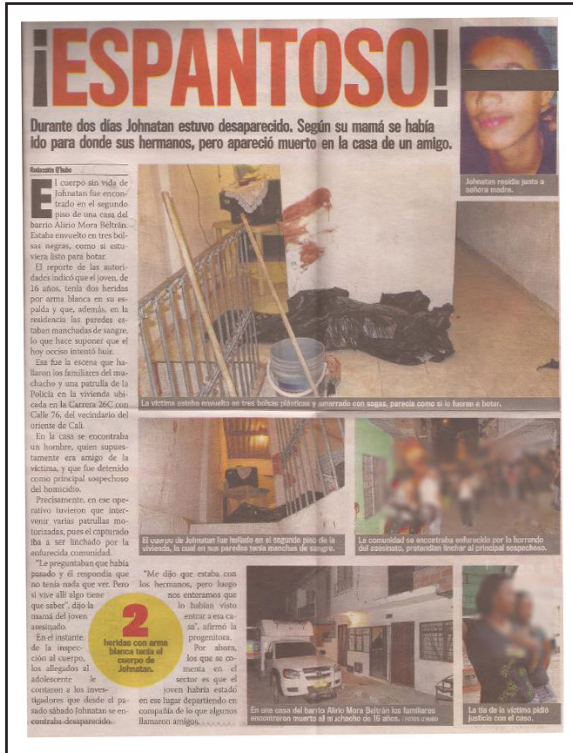 ¡ESPANTOSO!
Durante dos días Johnatan estuvo desaparecido. Según su mamá se había
ido para donde sus hermanos, pero apareció muerto en la casa de un amigo.
Johnatan residía junto a
señora madre.
Redacción Q'hubo
El cuerpo sin vida de
Johnatan fue encon-
trado en el segundo
piso de una casa del
barrio Alirio Mora Beltrán.
Estaba envuelto en tres bol-
sas negras, como si estu-
viera listo para botar.
El reporte de las autori-
dades indicó que el joven, de
16 años, tenía dos heridas
por arma blanca en su es-
palda y que, además, en la
residencia las paredes es-
taban manchadas de sangre,
lo que hace suponer que el
hoy occiso intentó huir.
Esa fue la escena que ha-
llaron los familiares del mu-
chacho y una patrulla de la
Policía en la vivienda ubi-
cada en la Carrera 26C con
Calle 76, del vecindario del
oriente de Cali.
En la casa se encontraba
un hombre, quien supues-
tamente era amigo de la
víctima, y que fue detenido
como principal sospechoso
del homicidio.
Precisamente, en ese ope-
rativo tuvieron que inter-
venir varias patrullas mo-
torizadas, pues el capturado
iba a ser linchado por la
enfurecida comunidad.
"Le preguntaban que había
pasado y él respondía que
no tenía nada que ver. Pero
si vive allí algo tiene
que saber", dijo la
mamá del joven
asesinado.
En el instante
de la inspec-
ción al cuerpo,
los allegados al
adolescente le
contaron a los inves-
tigadores que desde el pa-
sado sábado Johnatan se en-
contraba desaparecido.
"Me dijo que estaba con
los hermanos, pero luego
nos enteramos que
lo habían visto
entrar a esa ca-
sa", afirmó la
progenitora.
Por ahora,
los que se co-
menta en el
sector es que el
joven habría estado
en ese lugar departiendo en
compañía de lo que algunos
llamaron amigos.
2
heridas con arma
blanca tenía el
cuerpo de
Johnatan.
La víctima estaba envuelto en tres bolsas plásticas y amarrado con sogas, parecía como si lo fueran a botar.
El cuerpo de Johnatan fue hallado en el segundo piso de la
vivienda, la cual en sus paredes tenía manchas de sangre.
La comunidad se encontraba enfurecida por lo horrendo
del asesinato, pretendían linchar al principal sospechoso.
En una casa del barrio Alirio Mora Beltrán los familiares
encontraron muerto al muchacho de 16 años. / FOTOS Q'HUBO
La tía de la víctima pidió
justicia con el caso.